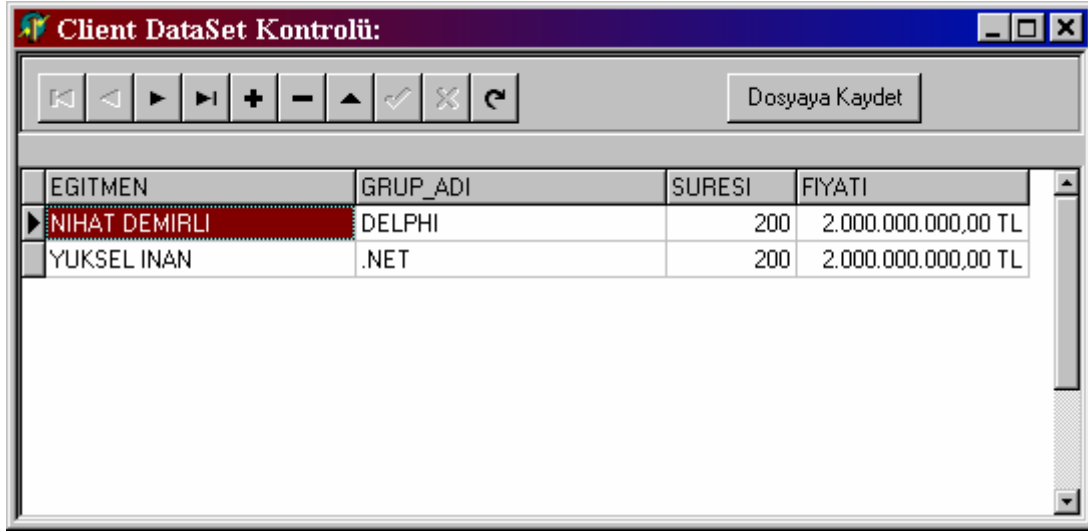 Client DataSet Kontrolü:
Dosyaya Kaydet
EGITMEN GRUP_ADI SURESI FIYATI
NIHAT DEMIRLI DELPHI 200 2.000.000.000,00 TL
YUKSEL INAN .NET 200 2.000.000.000,00 TL